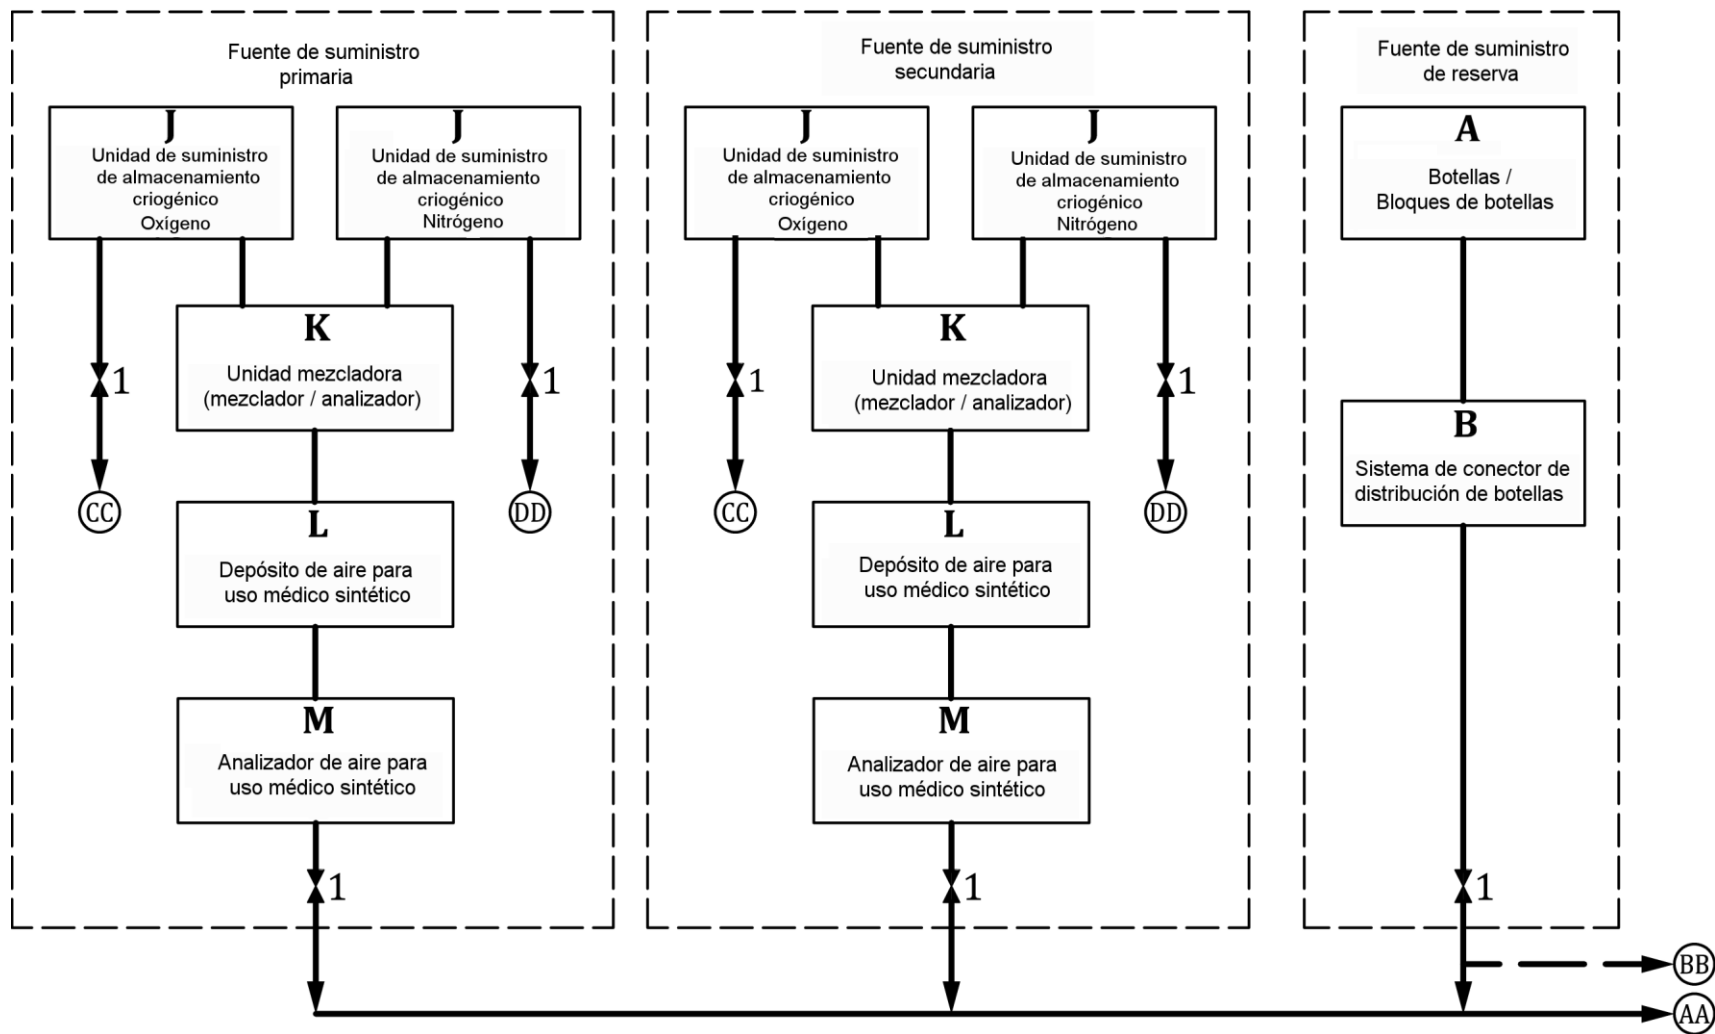 Fuente de suministro
primaria
J
Unidad de suministro
de almacenamiento
criogénico
Oxígeno
J
Unidad de suministro
de almacenamiento
criogénico
Nitrógeno
1
1
K
Unidad mezcladora
(mezclador / analizador)
CC
DD
L
Depósito de aire para
uso médico sintético
M
Analizador de aire para
uso médico sintético
1
Fuente de suministro
secundaria
J
Unidad de suministro
de almacenamiento
criogénico
Oxígeno
J
Unidad de suministro
de almacenamiento
criogénico
Nitrógeno
1
1
K
Unidad mezcladora
(mezclador / analizador)
CC
DD
L
Depósito de aire para
uso médico sintético
M
Analizador de aire para
uso médico sintético
1
Fuente de suministro
de reserva
A
Botellas /
Bloques de botellas
B
Sistema de conector de
distribución de botellas
1
BB
AA